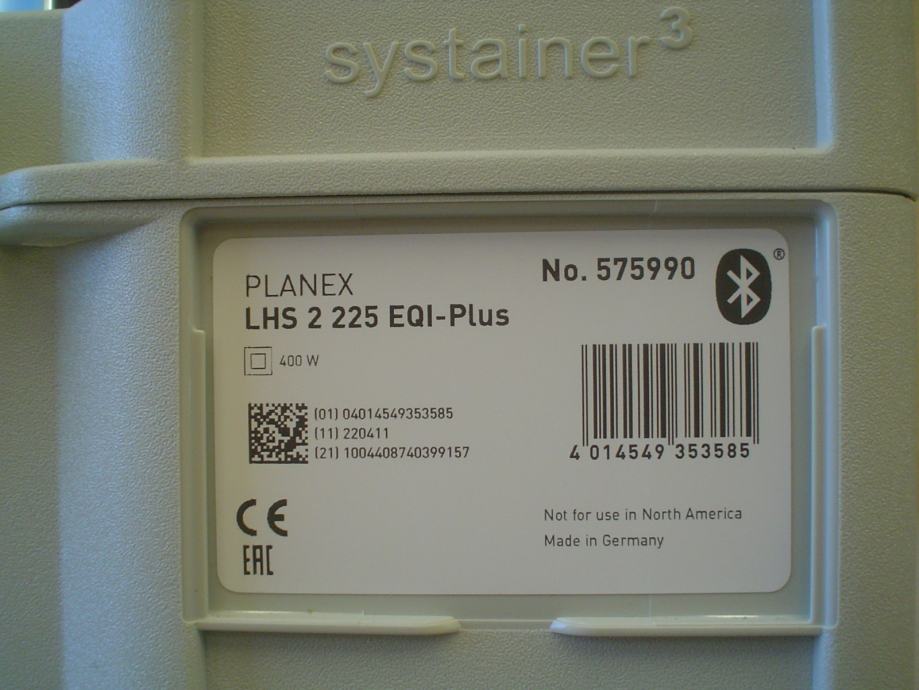 systainer³
PLANEX
LHS 2 225 EQI-Plus
No. 575990
®
400 W
(01) 04014549353585
(11) 220411
(21) 1004408740399157
4 014549 353585
CE
EAC
Not for use in North America
Made in Germany